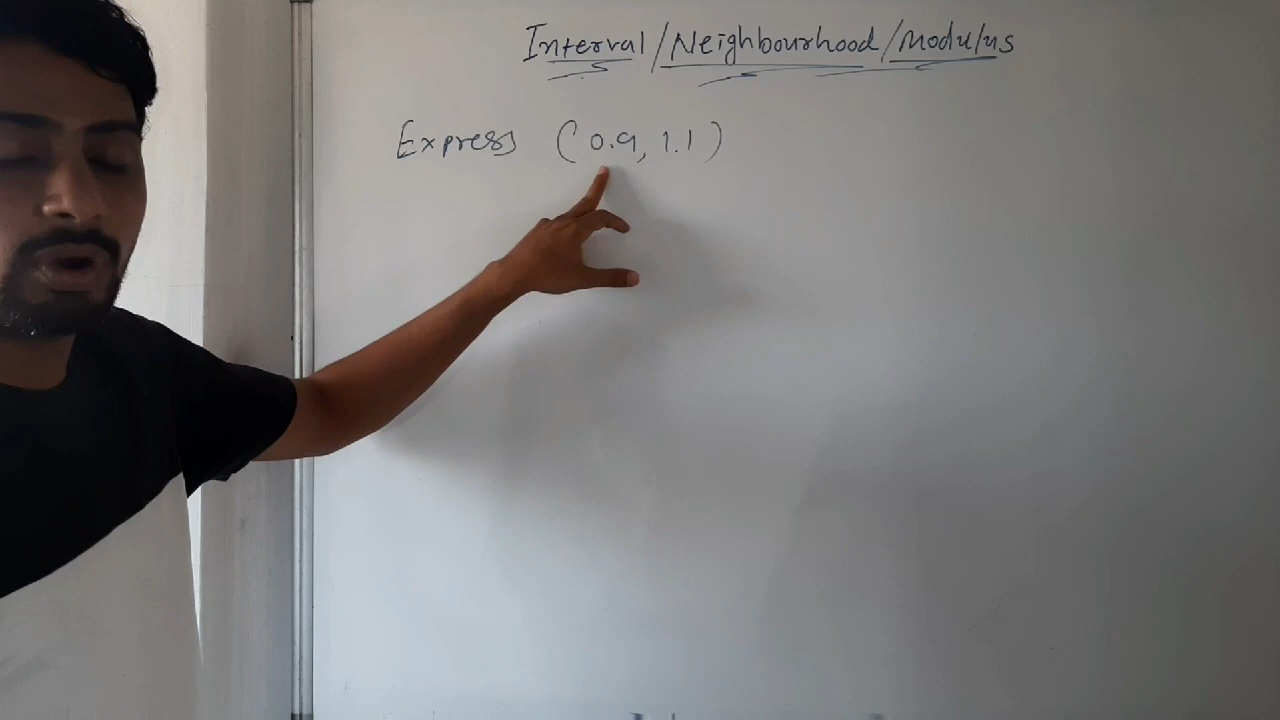 Interval/Neighbourhood/Modulus
Express (0.9, 1.1)